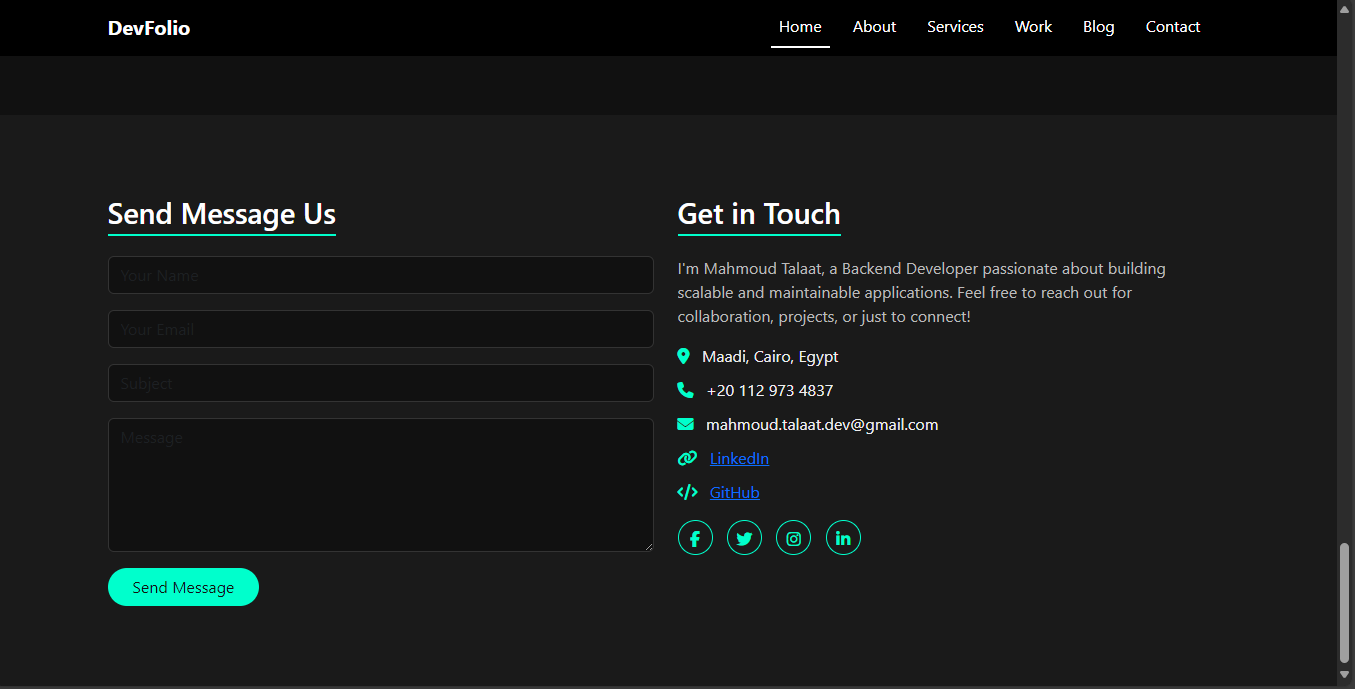 DevFolio
Home About Services Work Blog Contact
Send Message Us
Your Name
Your Email
Subject
Message
Send Message
Get in Touch
I'm Mahmoud Talaat, a Backend Developer passionate about building
scalable and maintainable applications. Feel free to reach out for
collaboration, projects, or just to connect!
Maadi, Cairo, Egypt
+20 112 973 4837
mahmoud.talaat.dev@gmail.com
LinkedIn
GitHub